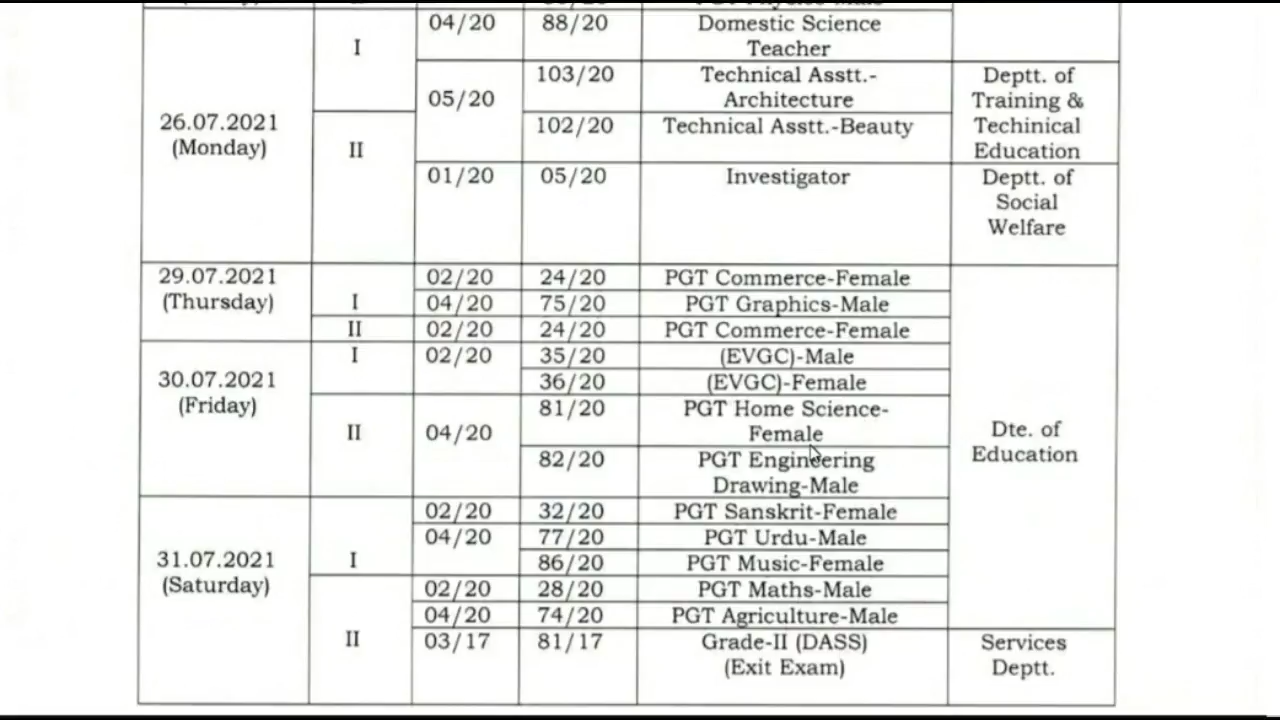 04/20 88/20 Domestic Science
Teacher
I
103/20 Technical Asstt.- Deptt. of
05/20 Architecture Training &
26.07.2021 102/20 Technical Asstt.-Beauty Techinical
(Monday) II Education
01/20 05/20 Investigator Deptt. of
Social
Welfare
29.07.2021 02/20 24/20 PGT Commerce-Female
(Thursday) I 04/20 75/20 PGT Graphics-Male
II 02/20 24/20 PGT Commerce-Female
I 02/20 35/20 (EVGC)-Male
30.07.2021 36/20 (EVGC)-Female
(Friday) 81/20 PGT Home Science-
II 04/20 Female Dte. of
82/20 PGT Engineering Education
Drawing-Male
02/20 32/20 PGT Sanskrit-Female
04/20 77/20 PGT Urdu-Male
31.07.2021 I 86/20 PGT Music-Female
(Saturday) 02/20 28/20 PGT Maths-Male
04/20 74/20 PGT Agriculture-Male
II 03/17 81/17 Grade-II (DASS) Services
(Exit Exam) Deptt.